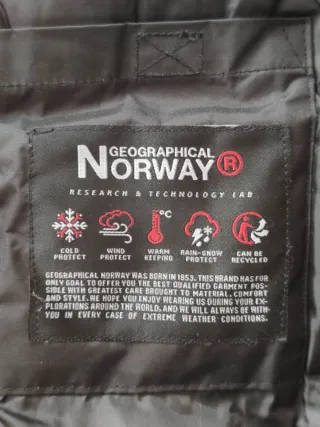 GEOGRAPHICAL
NORWAY®
RESEARCH & TECHNOLOGY LAB
°C
COLD PROTECT
WIND PROTECT
WARM KEEPING
RAIN-SNOW PROTECT
CAN BE RECYCLED
GEOGRAPHICAL NORWAY WAS BORN IN 1953. THIS BRAND HAS FOR
ONLY GOAL TO OFFER YOU THE BEST QUALIFIED GARMENT POS-
SIBLE WITH GREATEST CARE BROUGHT TO MATERIAL, COMFORT
AND STYLE. WE HOPE YOU ENJOY WEARING US DURING YOUR EX-
PLORATIONS AROUND THE WORLD, AND WE WILL ALWAYS BE WITH-
YOU IN EVERY CASE OF EXTREME WEATHER CONDITIONS.